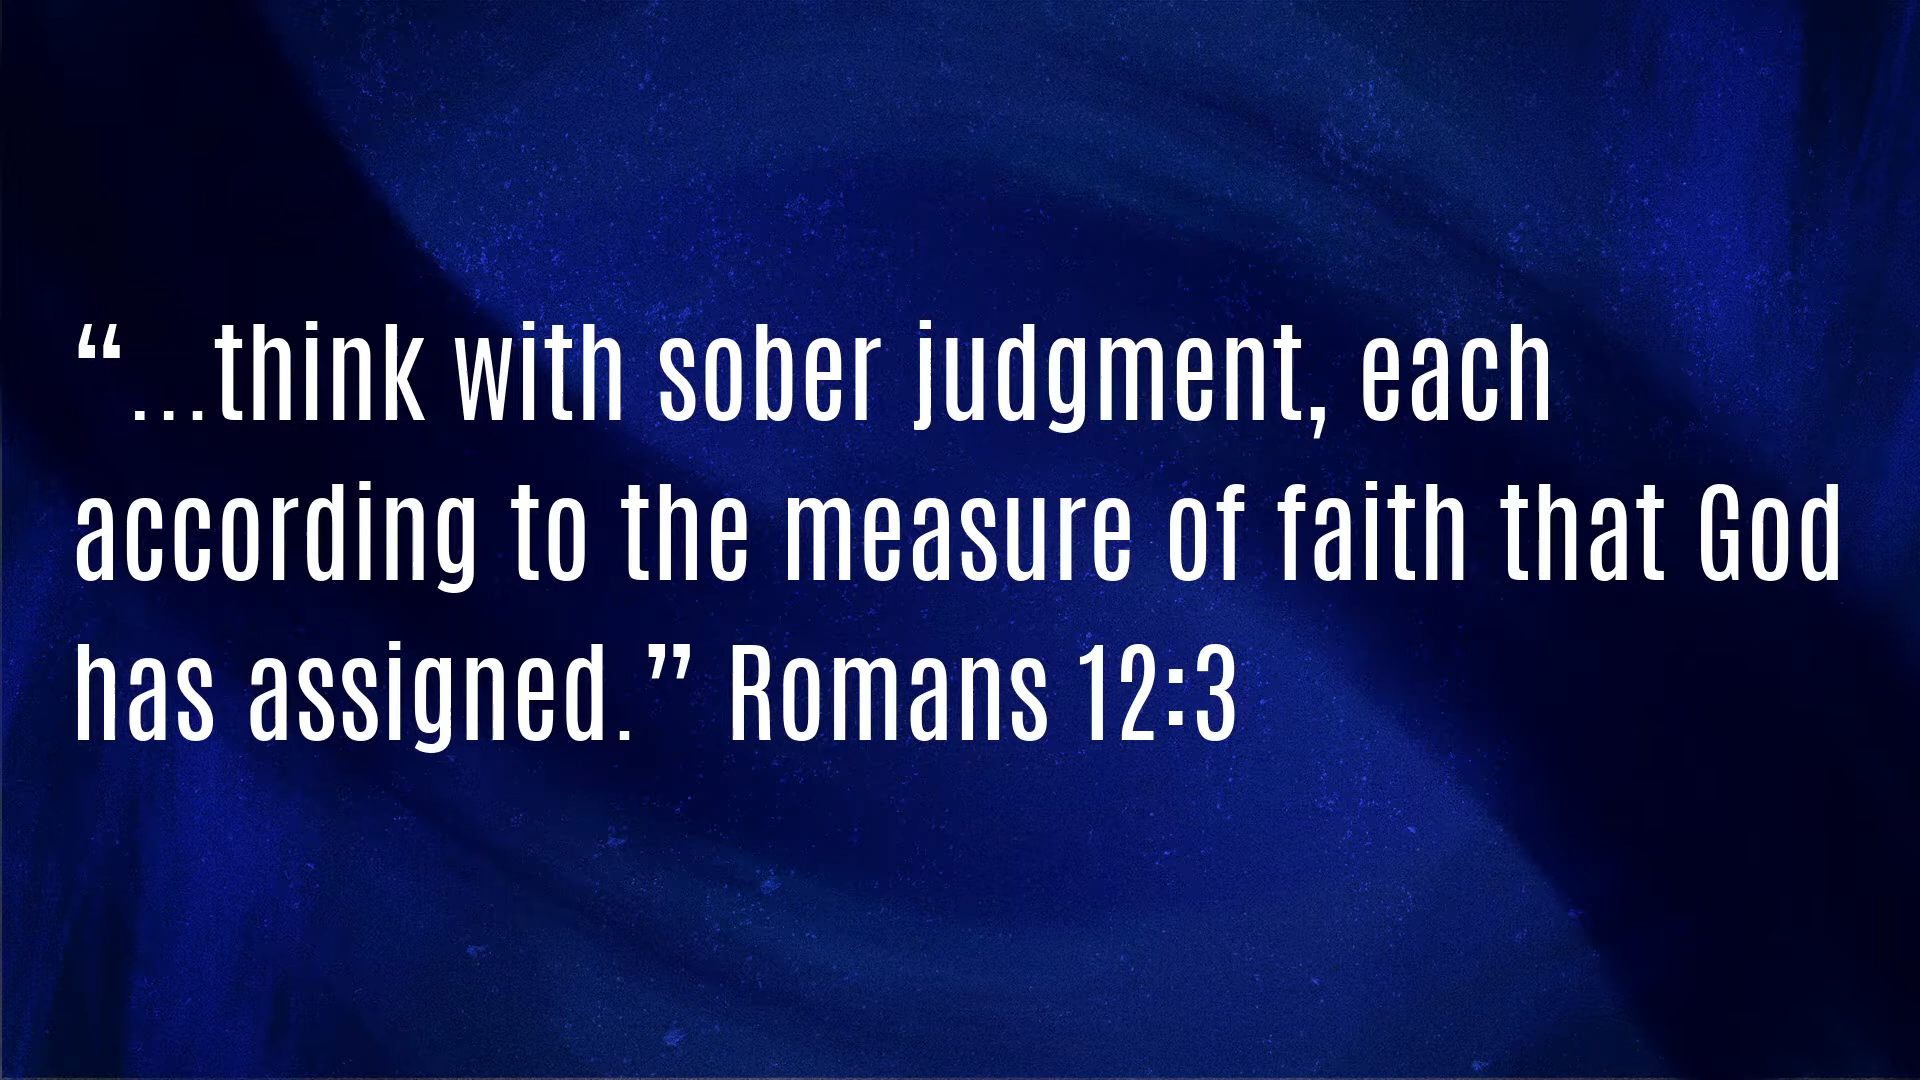 “...think with sober judgment, each
according to the measure of faith that God
has assigned.” Romans 12:3